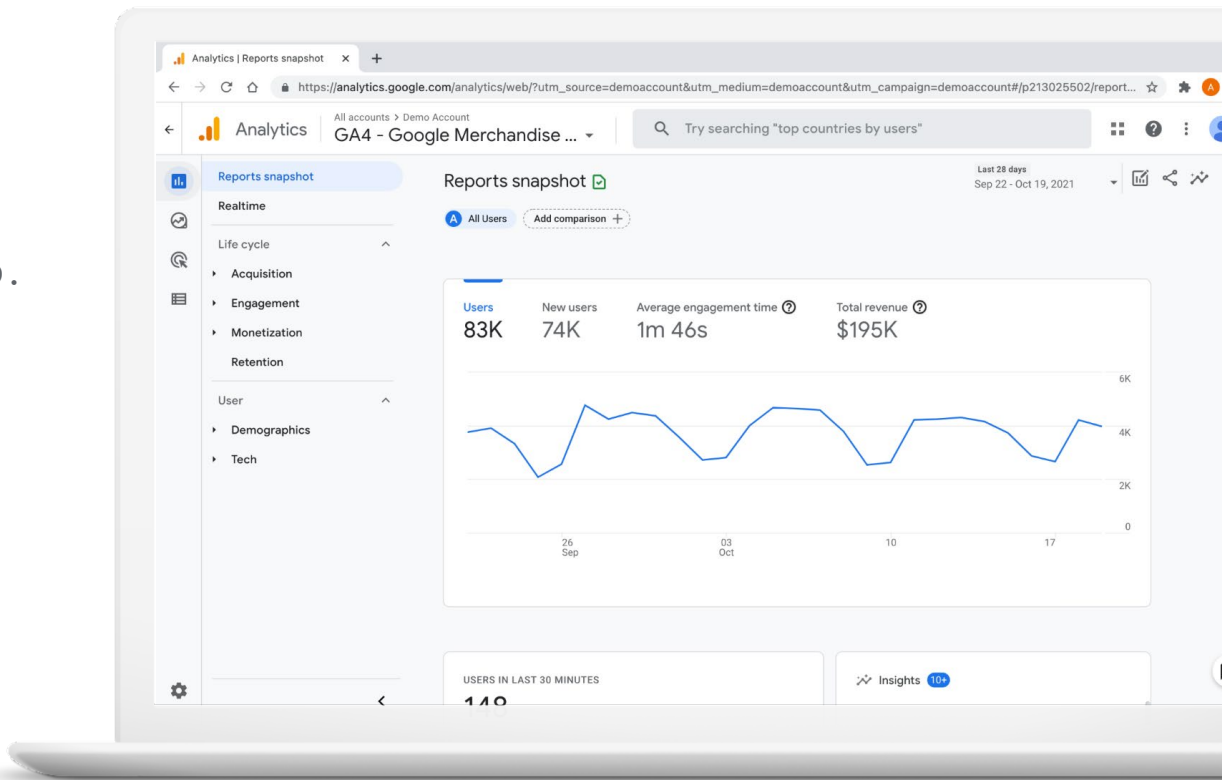 Analytics | Reports snapshot
https://analytics.google.com/analytics/web/?utm_source=demoaccount&utm_medium=demoaccount&utm_campaign=demoaccount#/p213025502/report...
A
Analytics
All accounts > Demo Account
GA4 - Google Merchandise ...
Try searching "top countries by users"
Reports snapshot
Realtime
Life cycle
Acquisition
Engagement
Monetization
Retention
User
Demographics
Tech
Reports snapshot
Last 28 days
Sep 22 - Oct 19, 2021
A All Users
Add comparison +
Users
83K
New users
74K
Average engagement time
1m 46s
Total revenue
$195K
6K
4K
2K
0
26
Sep
03
Oct
10
17
USERS IN LAST 30 MINUTES
148
Insights 10+